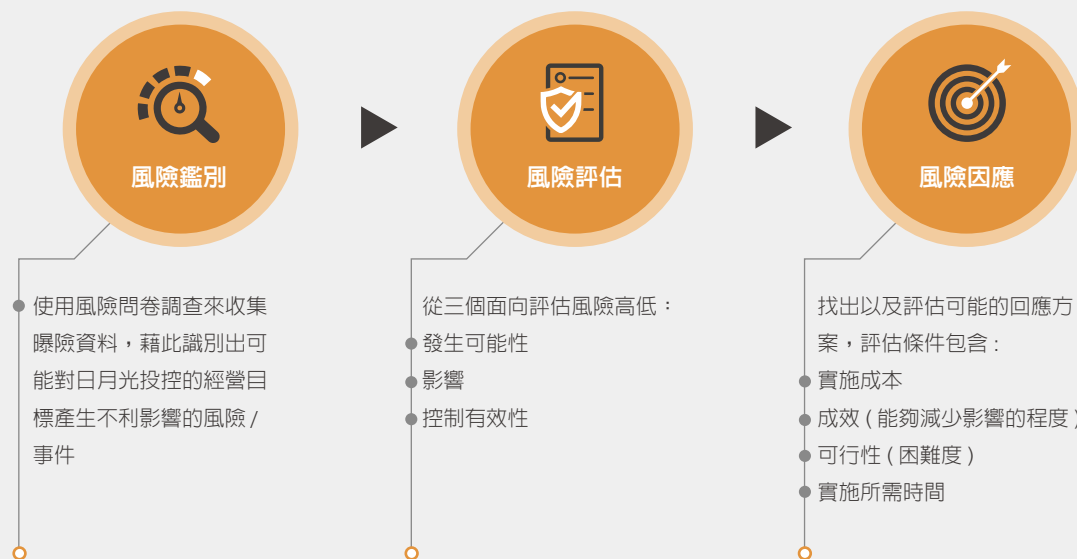 風險鑑別
使用風險問卷調查來收集
曝險資料，藉此識別出可
能對日月光投控的經營目
標產生不利影響的風險 /
事件
風險評估
從三個面向評估風險高低：
發生可能性
影響
控制有效性
風險因應
找出以及評估可能的回應方
案，評估條件包含 :
實施成本
成效 ( 能夠減少影響的程度 )
可行性 ( 困難度 )
實施所需時間